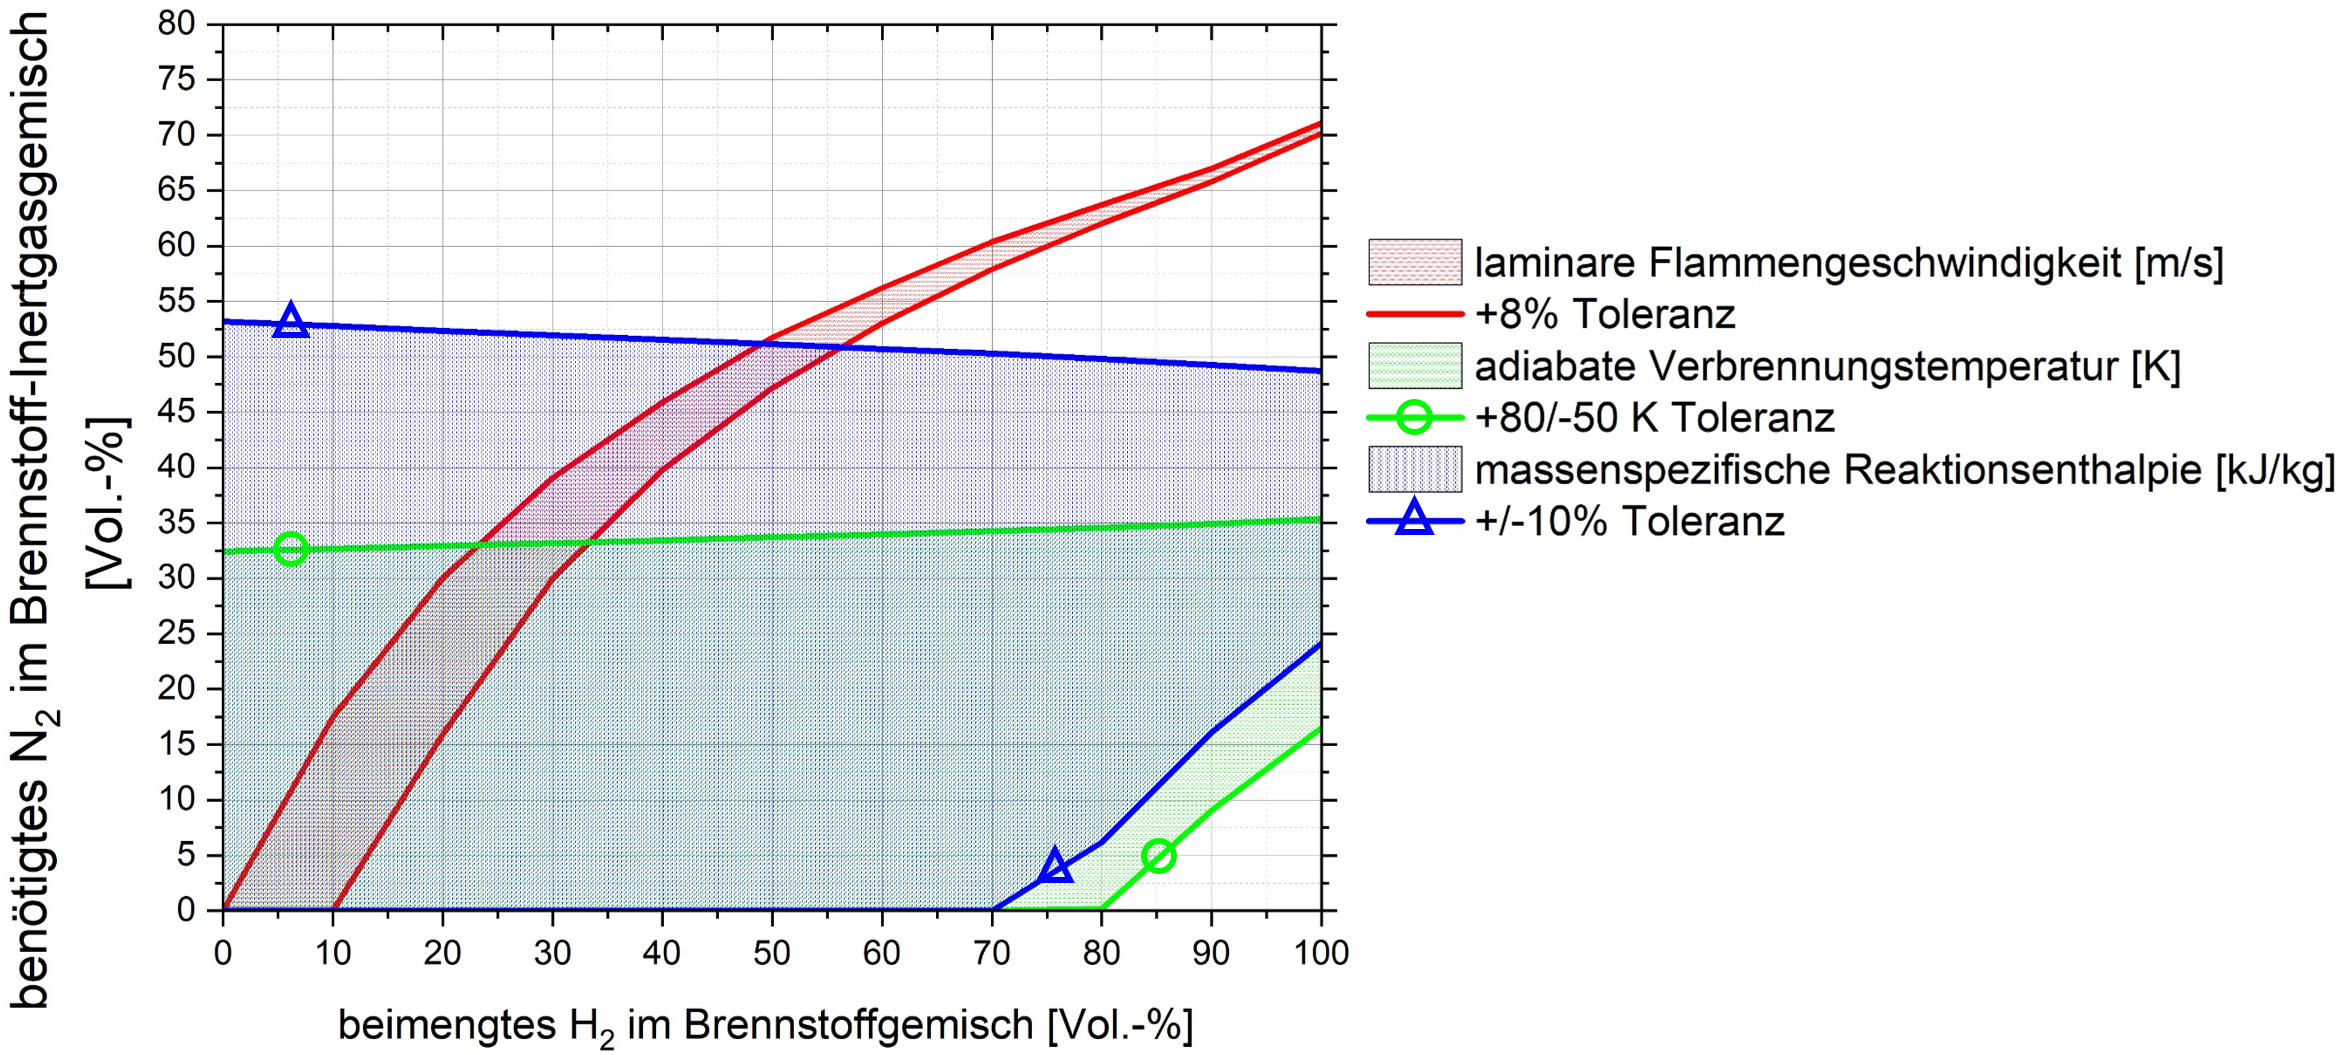 benötigtes N₂ im Brennstoff-Inertgasgemisch
[Vol.-%]
80
75
70
65
60
55
50
45
40
35
30
25
20
15
10
5
0
0 10 20 30 40 50 60 70 80 90 100
beimengtes H₂ im Brennstoffgemisch [Vol.-%]
laminare Flammengeschwindigkeit [m/s]
+8% Toleranz
adiabate Verbrennungstemperatur [K]
+80/-50 K Toleranz
massenspezifische Reaktionsenthalpie [kJ/kg]
+/-10% Toleranz